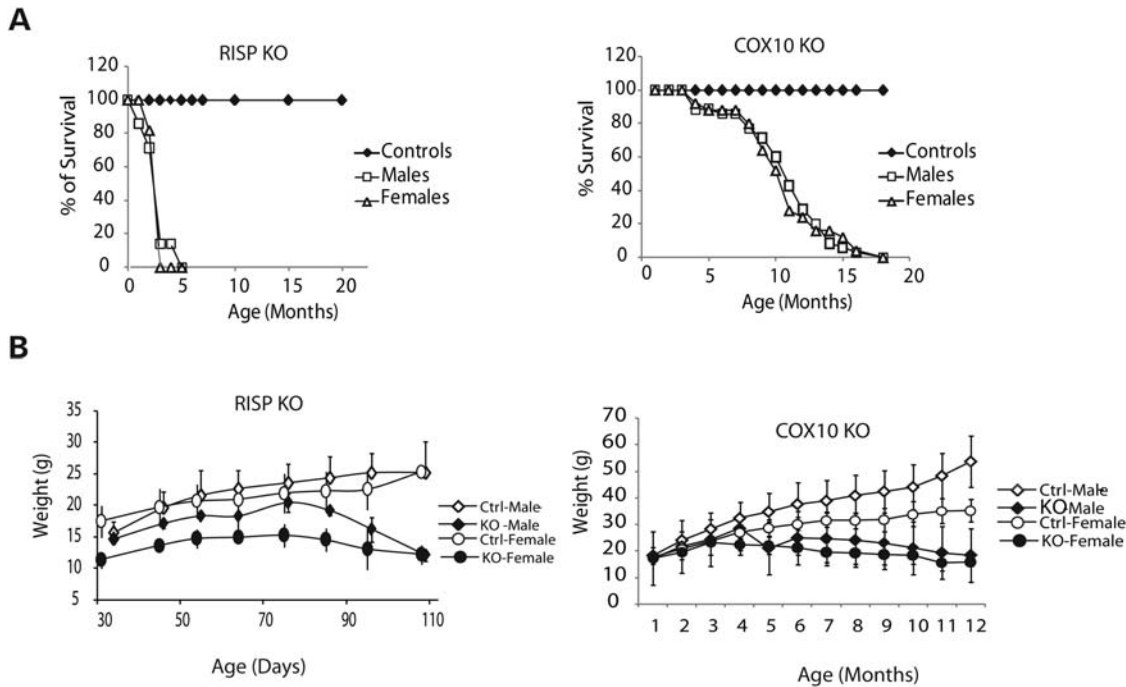 A
RISP KO
COX10 KO
120
100
80
60
40
20
0
% of Survival
0 5 10 15 20
Age (Months)
Controls
Males
Females
120
100
80
60
40
20
0
% Survival
0 5 10 15 20
Age (Months)
Controls
Males
Females
B
RISP KO
35
30
25
20
15
10
5
Weight (g)
30 50 70 90 110
Age (Days)
Ctrl-Male
KO -Male
Ctrl-Female
KO-Female
COX10 KO
70
60
50
40
30
20
10
0
Weight (g)
1 2 3 4 5 6 7 8 9 10 11 12
Age (Months)
Ctrl-Male
KO-Male
Ctrl-Female
KO-Female